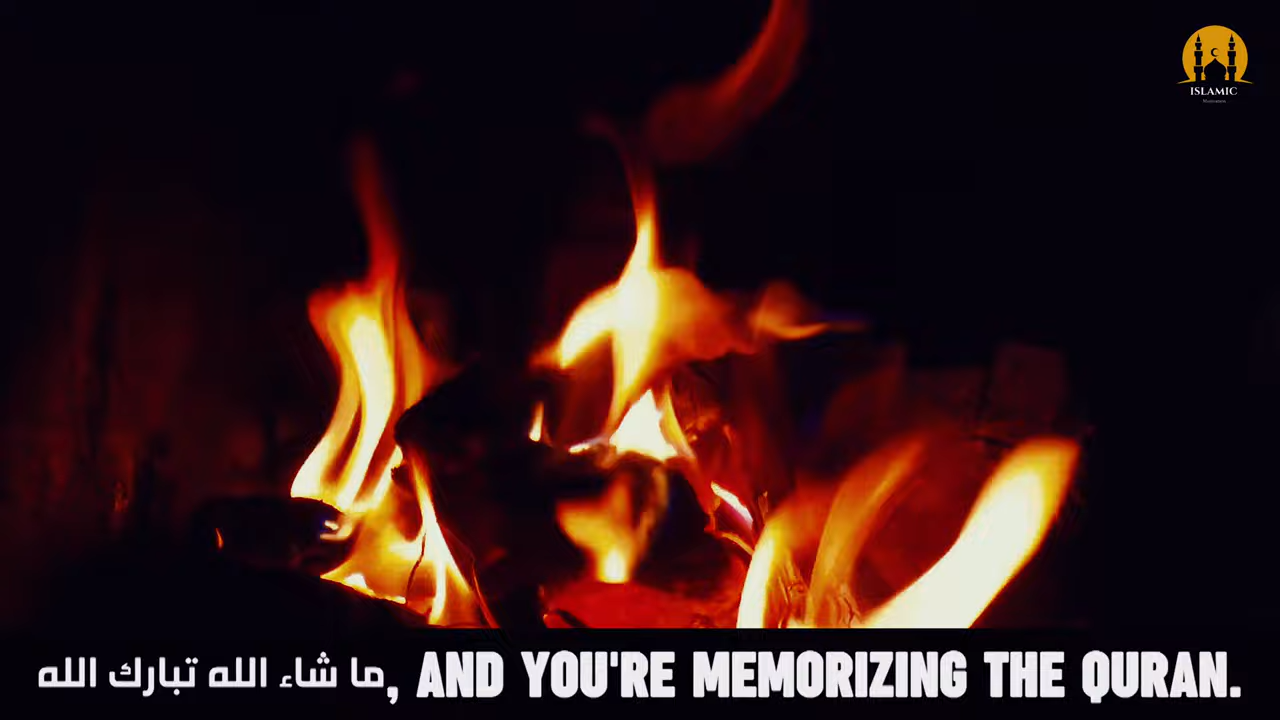 ISLAMIC
ما شاء الله تبارك الله, AND YOU'RE MEMORIZING THE QURAN.